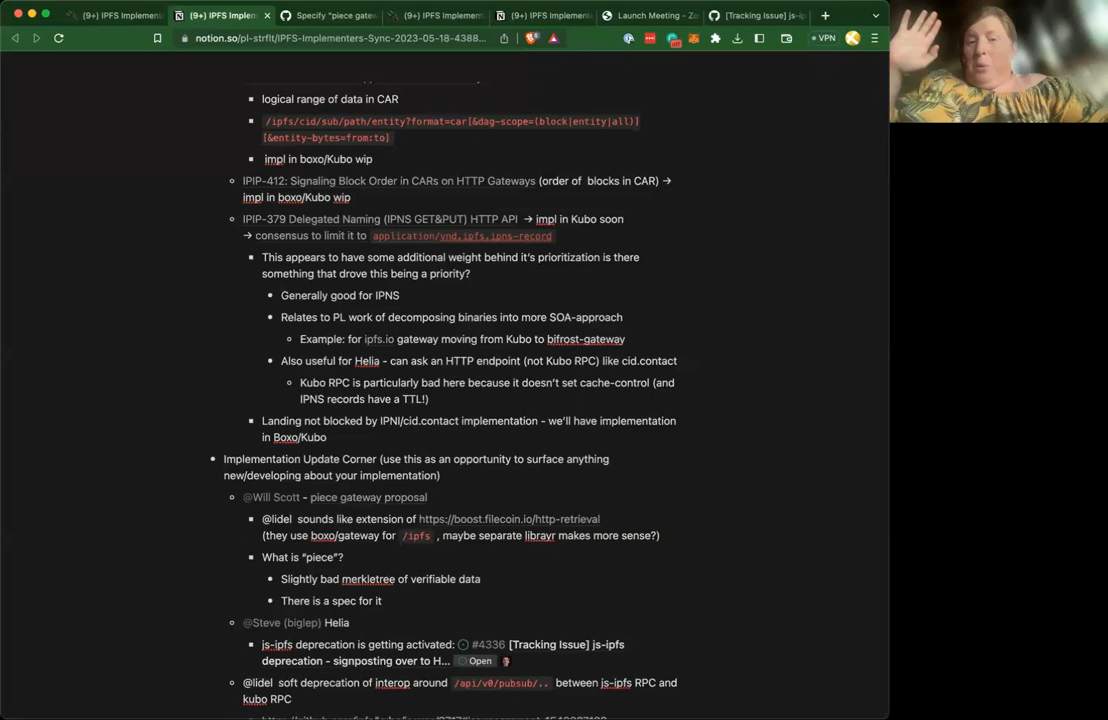 (9+) IPFS Implemente
(9+) IPFS Implem
Specify "piece gatew
(9+) IPFS Implement
(9+) IPFS Implement
Launch Meeting - Zo
[Tracking Issue] js-ip
notion.so/pl-strflt/IPFS-Implementers-Sync-2023-05-18-4388...
VPN
logical range of data in CAR
/ipfs/cid/sub/path/entity?format=car[&dag-scope=(block|entity|all)]
[&entity-bytes=from:to]
impl in boxo/Kubo wip
IPIP-412: Signaling Block Order in CARs on HTTP Gateways (order of blocks in CAR) →
impl in boxo/Kubo wip
IPIP-379 Delegated Naming (IPNS GET&PUT) HTTP API → impl in Kubo soon
→ consensus to limit it to application/vnd.ipfs.ipns-record
This appears to have some additional weight behind it's prioritization is there
something that drove this being a priority?
Generally good for IPNS
Relates to PL work of decomposing binaries into more SOA-approach
Example: for ipfs.io gateway moving from Kubo to bifrost-gateway
Also useful for Helia - can ask an HTTP endpoint (not Kubo RPC) like cid.contact
Kubo RPC is particularly bad here because it doesn't set cache-control (and
IPNS records have a TTL!)
Landing not blocked by IPNI/cid.contact implementation - we'll have implementation
in Boxo/Kubo
Implementation Update Corner (use this as an opportunity to surface anything
new/developing about your implementation)
@Will Scott - piece gateway proposal
@lidel sounds like extension of https://boost.filecoin.io/http-retrieval
(they use boxo/gateway for /ipfs , maybe separate librayr makes more sense?)
What is "piece"?
Slightly bad merkletree of verifiable data
There is a spec for it
@Steve (biglep) Helia
js-ipfs deprecation is getting activated: #4336 [Tracking Issue] js-ipfs
deprecation - signposting over to H... Open
@lidel soft deprecation of interop around /api/v0/pubsub/.. between js-ipfs RPC and
kubo RPC